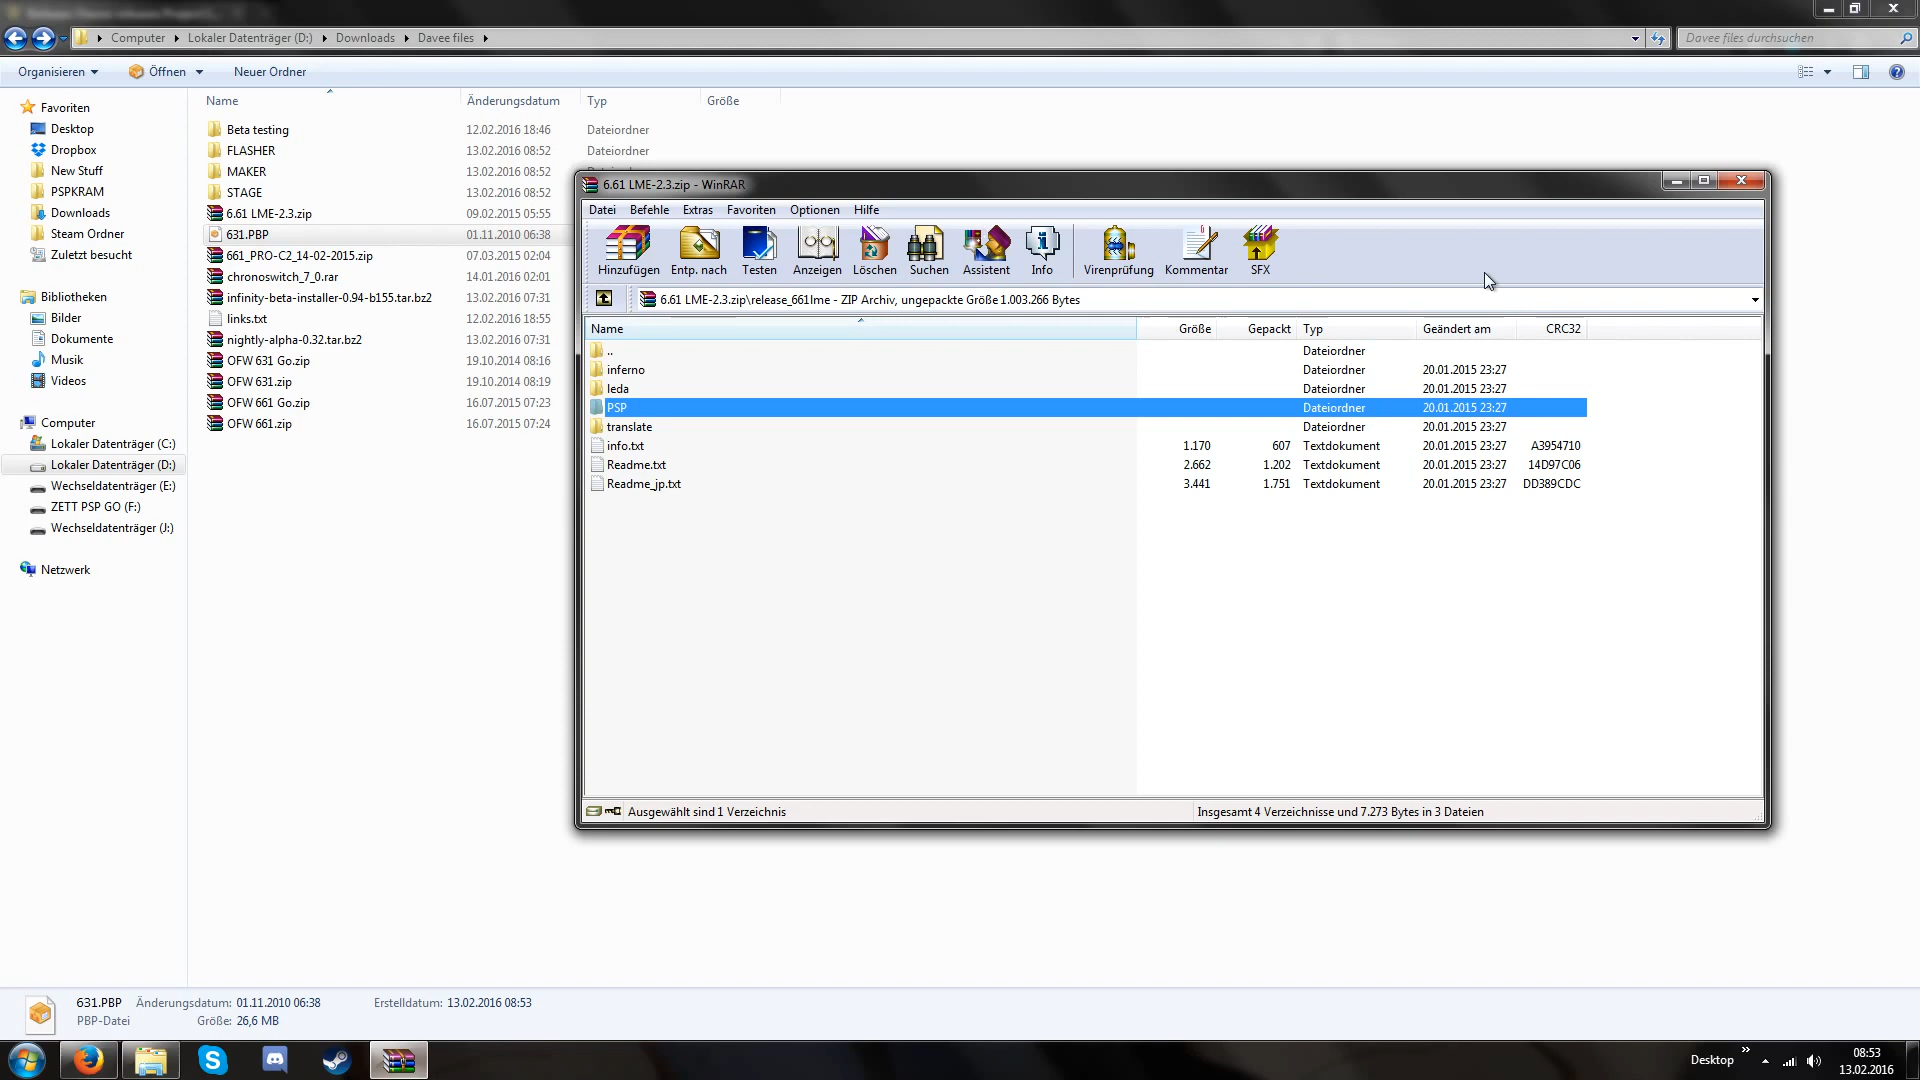 Computer Lokaler Datenträger (D:) Downloads Davee files Davee files durchsuchen
Organisieren Öffnen Neuer Ordner
Name Änderungsdatum Typ Größe
Favoriten
Desktop
Dropbox
New Stuff
PSPKRAM
Downloads
Steam Ordner
Zuletzt besucht
Bibliotheken
Bilder
Dokumente
Musik
Videos
Computer
Lokaler Datenträger (C:)
Lokaler Datenträger (D:)
Wechseldatenträger (E:)
ZETT PSP GO (F:)
Wechseldatenträger (J:)
Netzwerk
Beta testing 12.02.2016 18:46 Dateiordner
FLASHER 13.02.2016 08:52 Dateiordner
MAKER 13.02.2016 08:52
STAGE 13.02.2016 08:52
6.61 LME-2.3.zip 09.02.2015 05:55
631.PBP 01.11.2010 06:38
661_PRO-C2_14-02-2015.zip 07.03.2015 02:04
chronoswitch_7_0.rar 14.01.2016 02:01
infinity-beta-installer-0.94-b155.tar.bz2 13.02.2016 07:31
links.txt 12.02.2016 18:55
nightly-alpha-0.32.tar.bz2 13.02.2016 07:31
OFW 631 Go.zip 19.10.2014 08:16
OFW 631.zip 19.10.2014 08:19
OFW 661 Go.zip 16.07.2015 07:23
OFW 661.zip 16.07.2015 07:24
6.61 LME-2.3.zip - WinRAR
Datei Befehle Extras Favoriten Optionen Hilfe
Hinzufügen Entp. nach Testen Anzeigen Löschen Suchen Assistent Info Virenprüfung Kommentar SFX
6.61 LME-2.3.zip\release_661lme - ZIP Archiv, ungepackte Größe 1.003.266 Bytes
Name Größe Gepackt Typ Geändert am CRC32
.. Dateiordner
inferno Dateiordner 20.01.2015 23:27
leda Dateiordner 20.01.2015 23:27
PSP Dateiordner 20.01.2015 23:27
translate Dateiordner 20.01.2015 23:27
info.txt 1.170 607 Textdokument 20.01.2015 23:27 A3954710
Readme.txt 2.662 1.202 Textdokument 20.01.2015 23:27 14D97C06
Readme_jp.txt 3.441 1.751 Textdokument 20.01.2015 23:27 DD389CDC
Ausgewählt sind 1 Verzeichnis Insgesamt 4 Verzeichnisse und 7.273 Bytes in 3 Dateien
631.PBP Änderungsdatum: 01.11.2010 06:38 Erstelldatum: 13.02.2016 08:53
PBP-Datei Größe: 26,6 MB
Desktop 08:53
13.02.2016